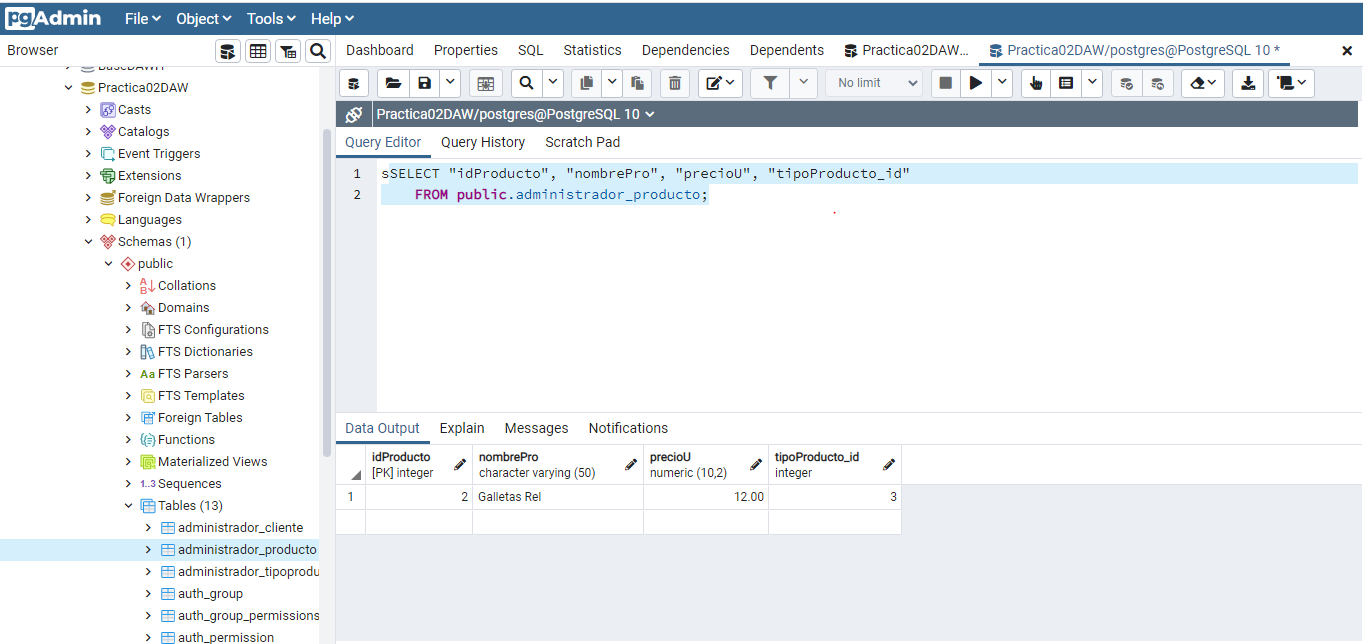 pgAdmin File Object Tools Help
Browser
Dashboard Properties SQL Statistics Dependencies Dependents Practica02DAW... Practica02DAW/postgres@PostgreSQL 10 *
No limit
Practica02DAW/postgres@PostgreSQL 10
Query Editor Query History Scratch Pad
1 sSELECT "idProducto", "nombrePro", "precioU", "tipoProducto_id"
2 FROM public.administrador_producto;
Practica02DAW
Casts
Catalogs
Event Triggers
Extensions
Foreign Data Wrappers
Languages
Schemas (1)
public
Collations
Domains
FTS Configurations
FTS Dictionaries
Aa FTS Parsers
FTS Templates
Foreign Tables
Functions
Materialized Views
1..3 Sequences
Tables (13)
administrador_cliente
administrador_producto
administrador_tipoprodu
auth_group
auth_group_permissions
auth_permission
Data Output Explain Messages Notifications
idProducto nombrePro precioU tipoProducto_id
[PK] integer character varying (50) numeric (10,2) integer
1 2 Galletas Rel 12.00 3